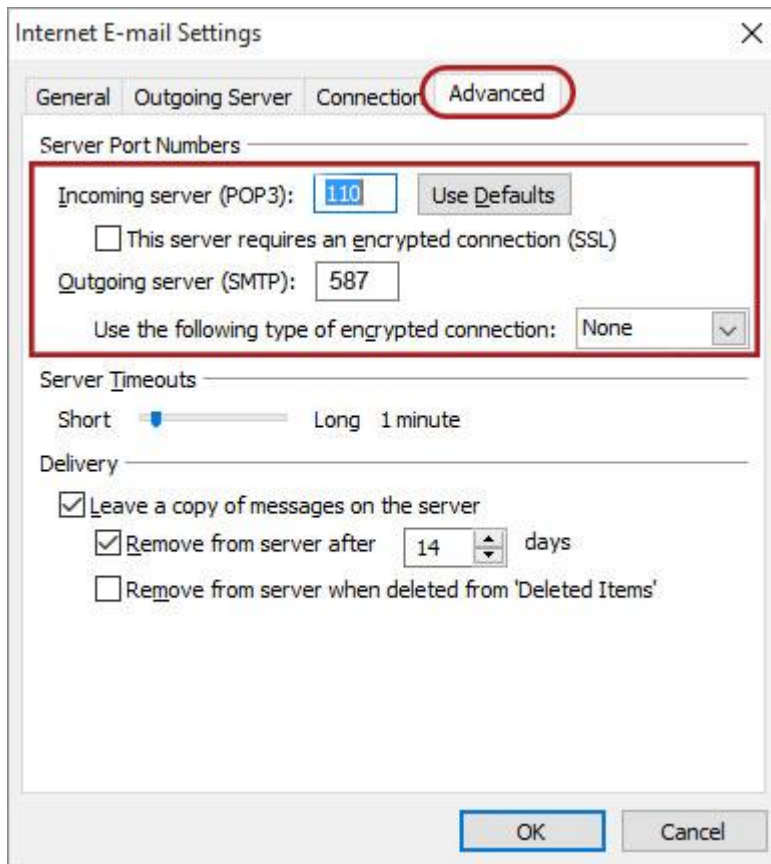 Internet E-mail Settings
General Outgoing Server Connection Advanced
Server Port Numbers
Incoming server (POP3): 110 Use Defaults
This server requires an encrypted connection (SSL)
Outgoing server (SMTP): 587
Use the following type of encrypted connection: None
Server Timeouts
Short Long 1 minute
Delivery
Leave a copy of messages on the server
Remove from server after 14 days
Remove from server when deleted from 'Deleted Items'
OK Cancel